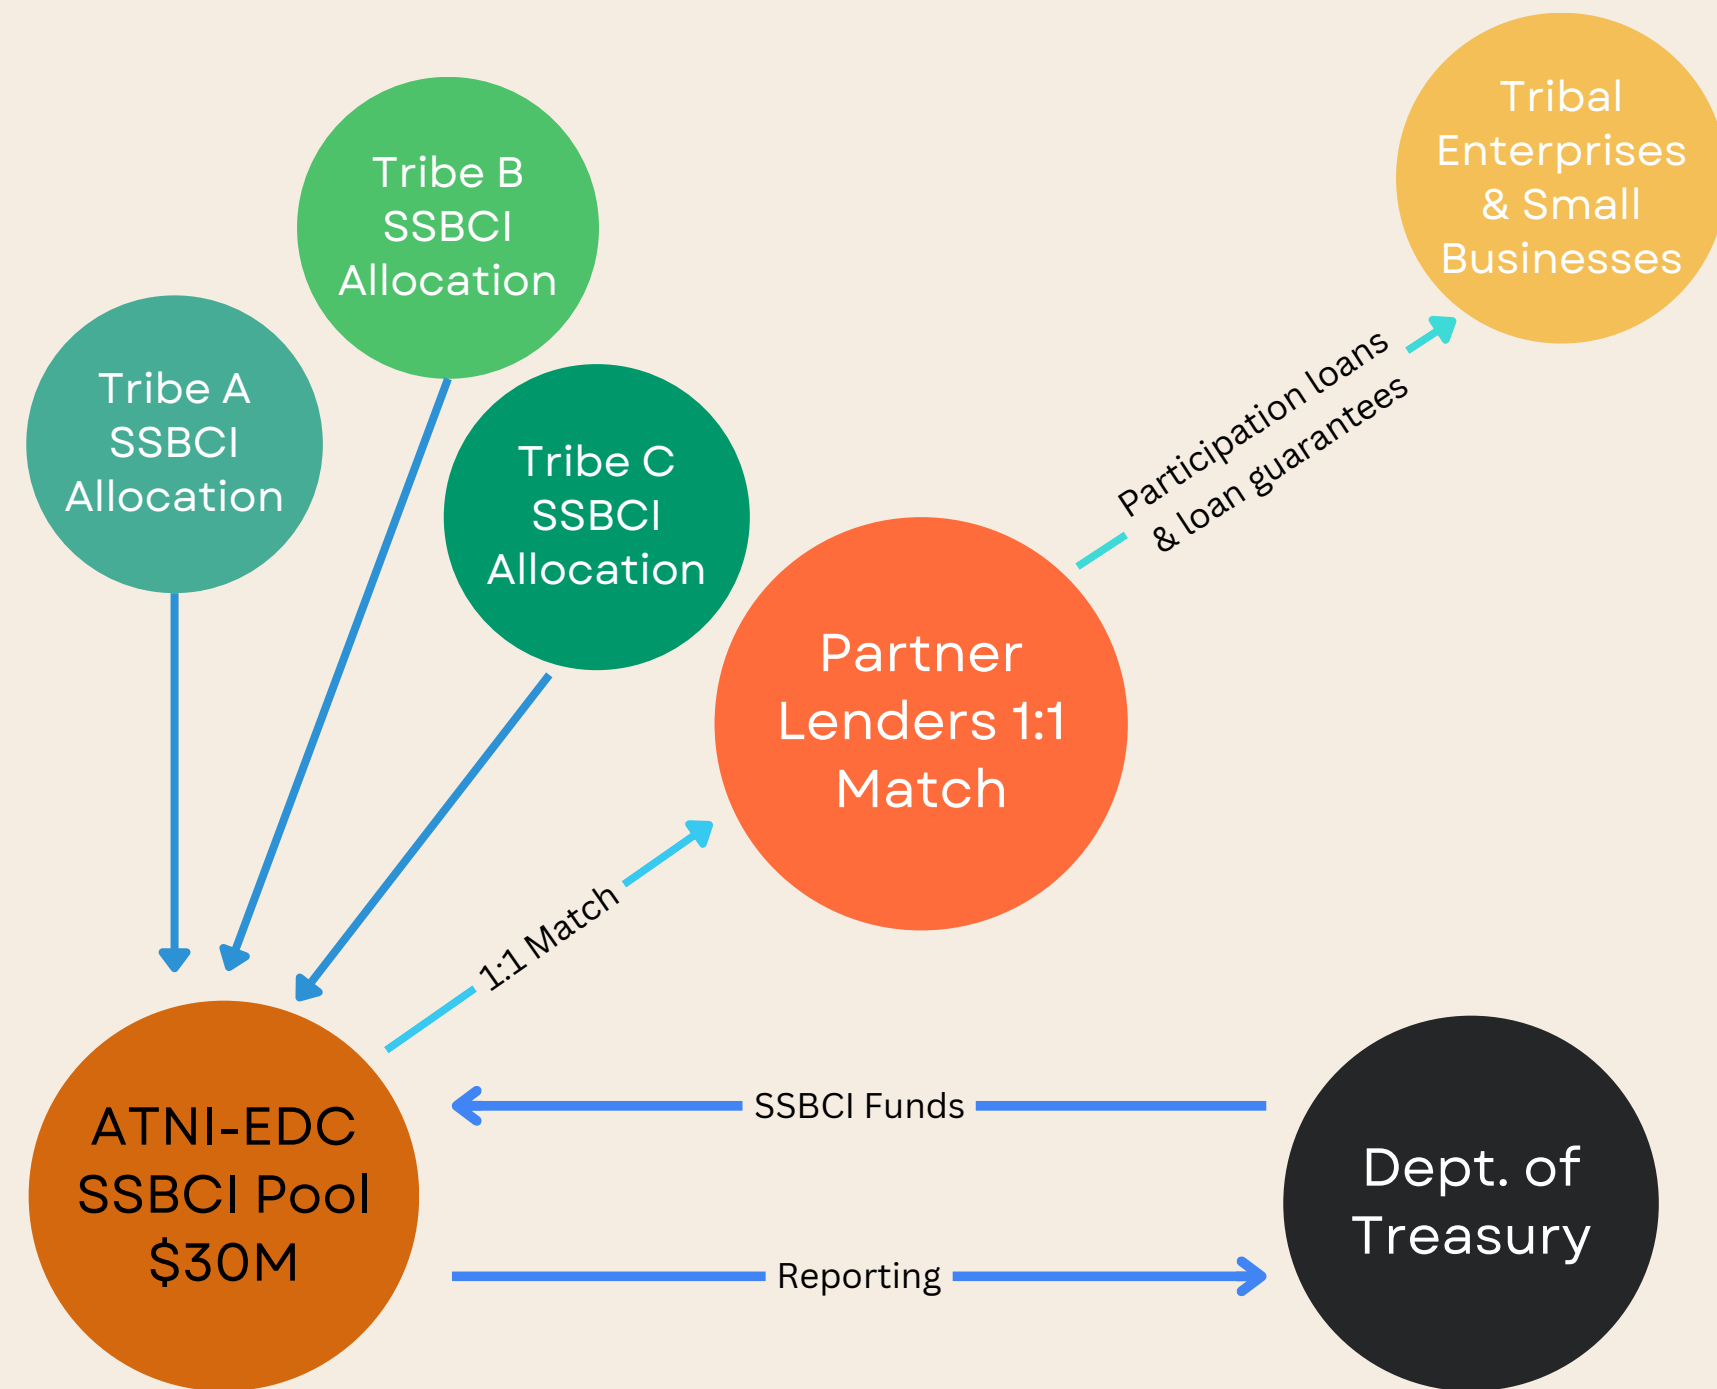 Tribe A
SSBCI
Allocation
Tribe B
SSBCI
Allocation
Tribe C
SSBCI
Allocation
Tribal
Enterprises
& Small
Businesses
Participation loans
& loan guarantees
Partner
Lenders 1:1
Match
1:1 Match
ATNI-EDC
SSBCI Pool
$30M
SSBCI Funds
Reporting
Dept. of
Treasury